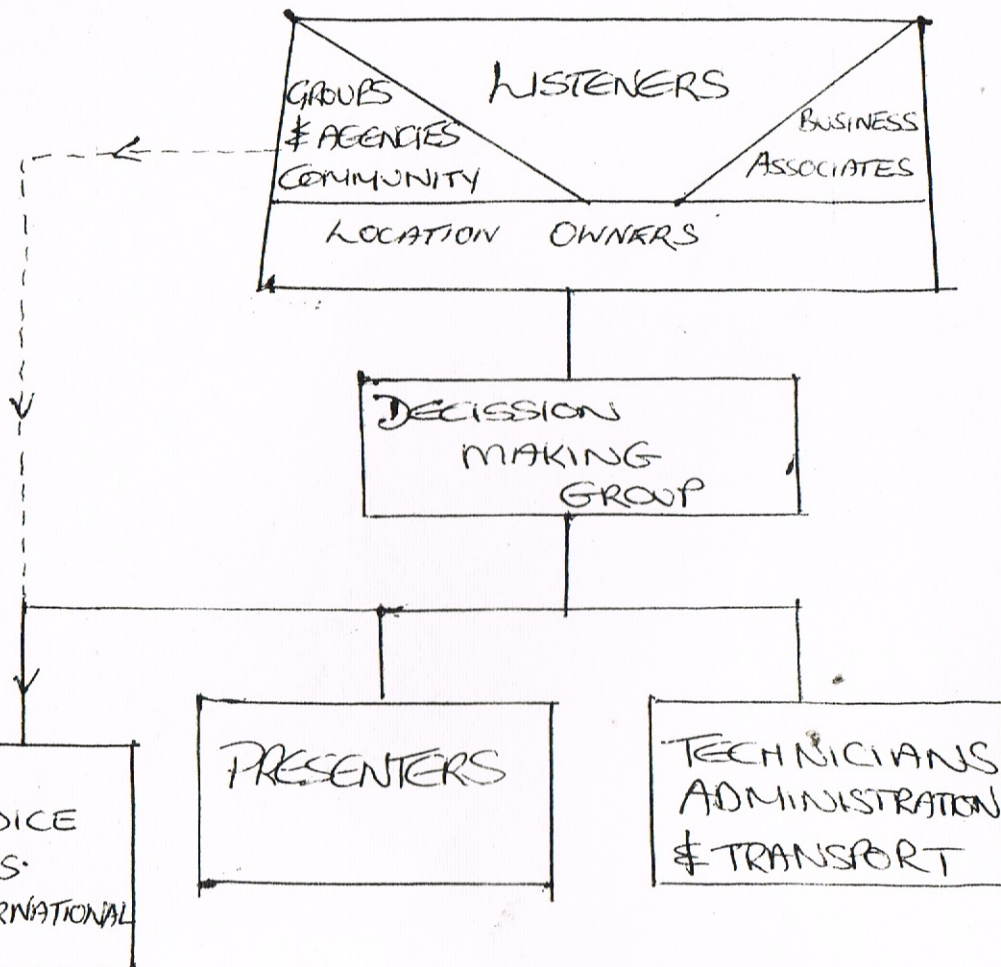 LISTENERS
GROUPS
& AGENCIES
COMMUNITY
BUSINESS
ASSOCIATES
LOCATION OWNERS
DECISSION
MAKING
GROUP
PRESENTERS
TECHNICIANS
ADMINISTRATION
& TRANSPORT